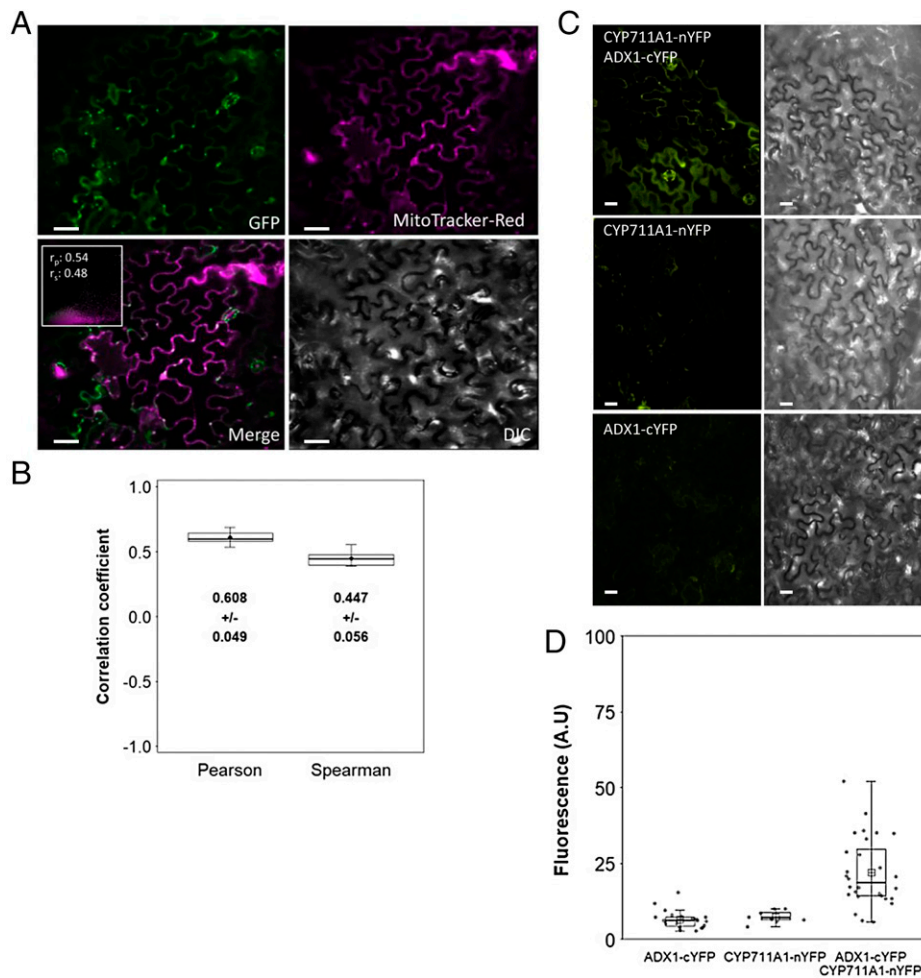 A
GFP
MitoTracker-Red
rp: 0.54
rs: 0.48
Merge
DIC
B
Correlation coefficient
1.0
0.5
0.0
-0.5
-1.0
0.608
+/-
0.049
0.447
+/-
0.056
Pearson
Spearman
C
CYP711A1-nYFP
ADX1-cYFP
CYP711A1-nYFP
ADX1-cYFP
D
Fluorescence (A.U)
100
75
50
25
0
ADX1-cYFP
CYP711A1-nYFP
ADX1-cYFP
CYP711A1-nYFP